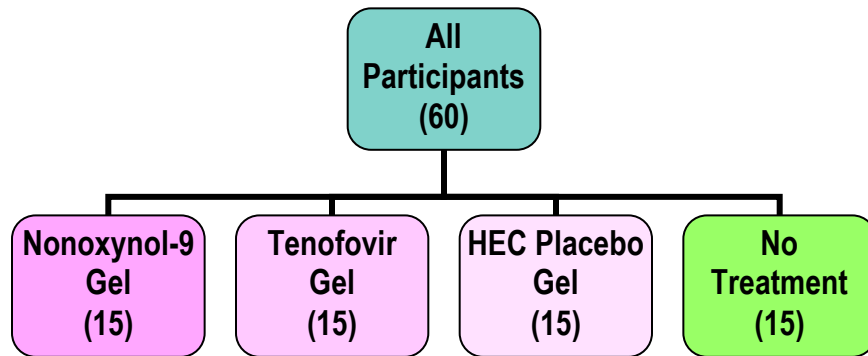 All
Participants
(60)
Nonoxynol-9
Gel
(15)
Tenofovir
Gel
(15)
HEC Placebo
Gel
(15)
No
Treatment
(15)